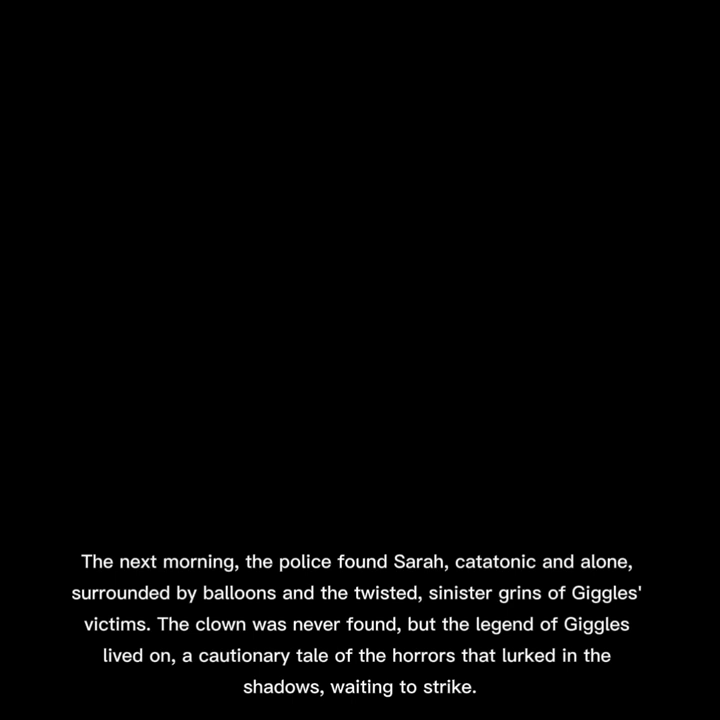 The next morning, the police found Sarah, catatonic and alone,
surrounded by balloons and the twisted, sinister grins of Giggles'
victims. The clown was never found, but the legend of Giggles
lived on, a cautionary tale of the horrors that lurked in the
shadows, waiting to strike.